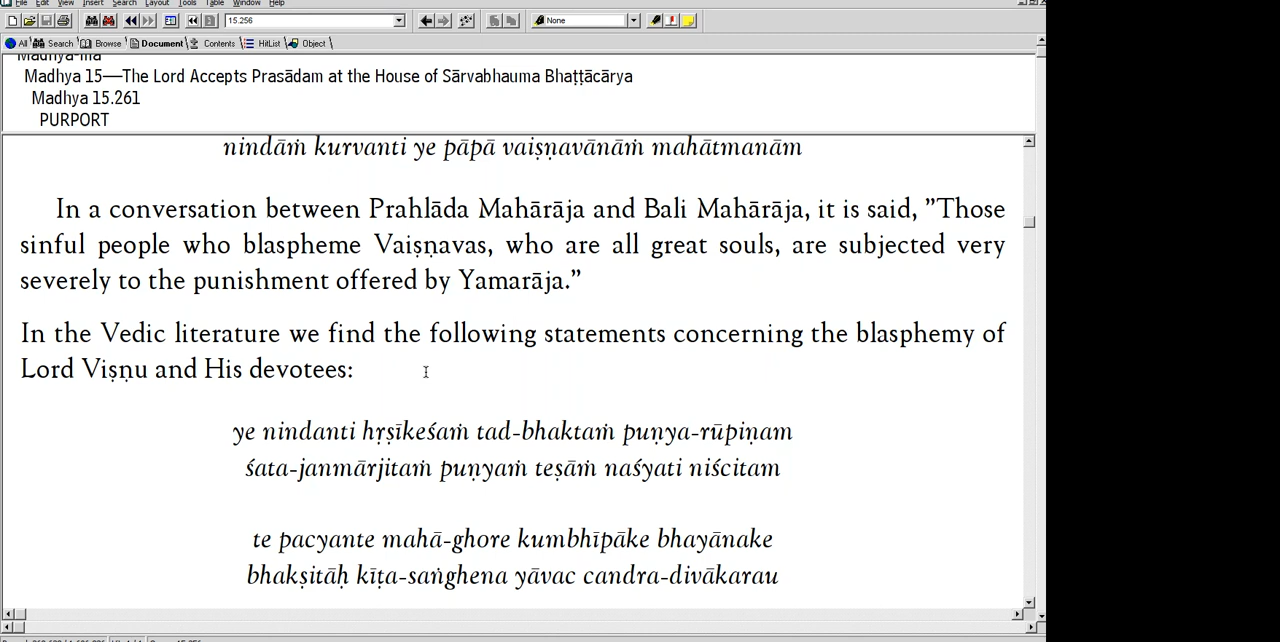 File Edit View Insert Search Layout Tools Table Window Help
15.256 None
All Search Browse Document Contents HitList Object
Madhya-lila
Madhya 15—The Lord Accepts Prasādam at the House of Sārvabhauma Bhaṭṭācārya
Madhya 15.261
PURPORT
nindāṁ kurvanti ye pāpā vaiṣṇavānāṁ mahātmanām
In a conversation between Prahlāda Mahārāja and Bali Mahārāja, it is said, ”Those
sinful people who blaspheme Vaiṣṇavas, who are all great souls, are subjected very
severely to the punishment offered by Yamarāja.”
In the Vedic literature we find the following statements concerning the blasphemy of
Lord Viṣṇu and His devotees:
ye nindanti hṛṣīkeśaṁ tad-bhaktaṁ puṇya-rūpiṇam
śata-janmārjitaṁ puṇyaṁ teṣāṁ naśyati niścitam
te pacyante mahā-ghore kumbhīpāke bhayānake
bhakṣitāḥ kīṭa-saṅghena yāvac candra-divākarau